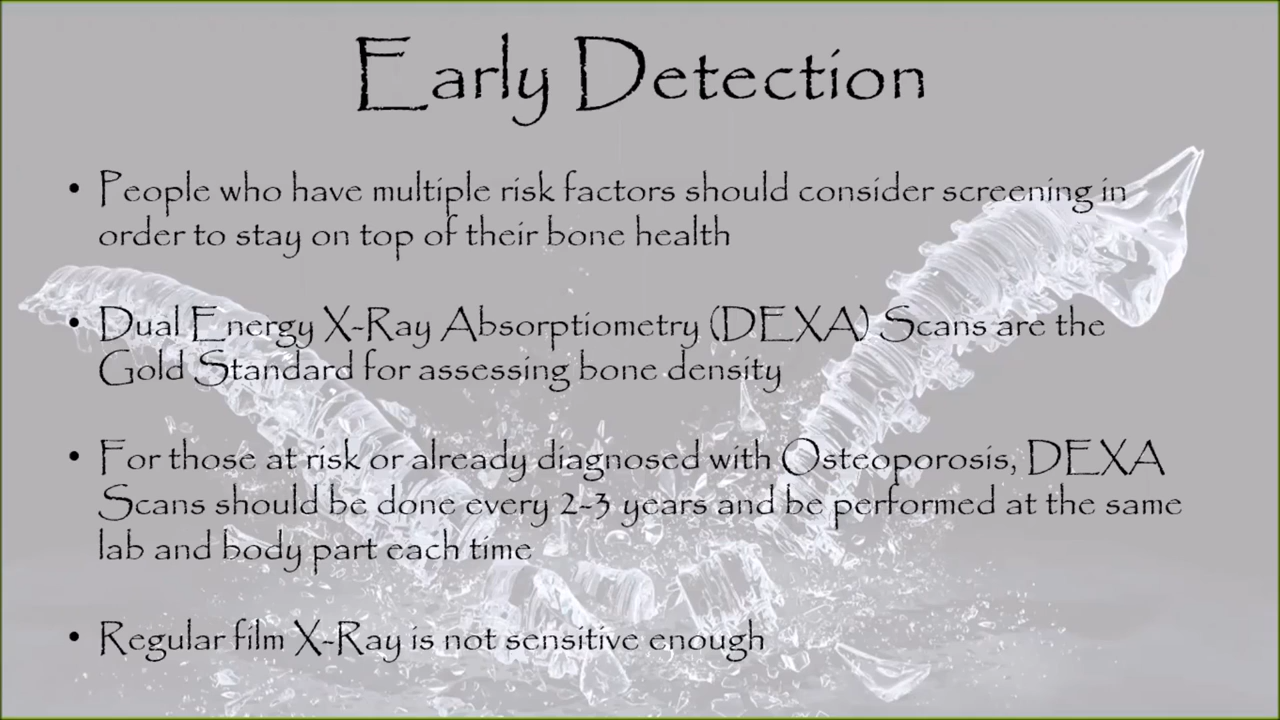 Early Detection
• People who have multiple risk factors should consider screening in
order to stay on top of their bone health
• Dual Energy X-Ray Absorptiometry (DEXA) Scans are the
Gold Standard for assessing bone density
• For those at risk or already diagnosed with Osteoporosis, DEXA
Scans should be done every 2-3 years and be performed at the same
lab and body part each time
• Regular film X-Ray is not sensitive enough